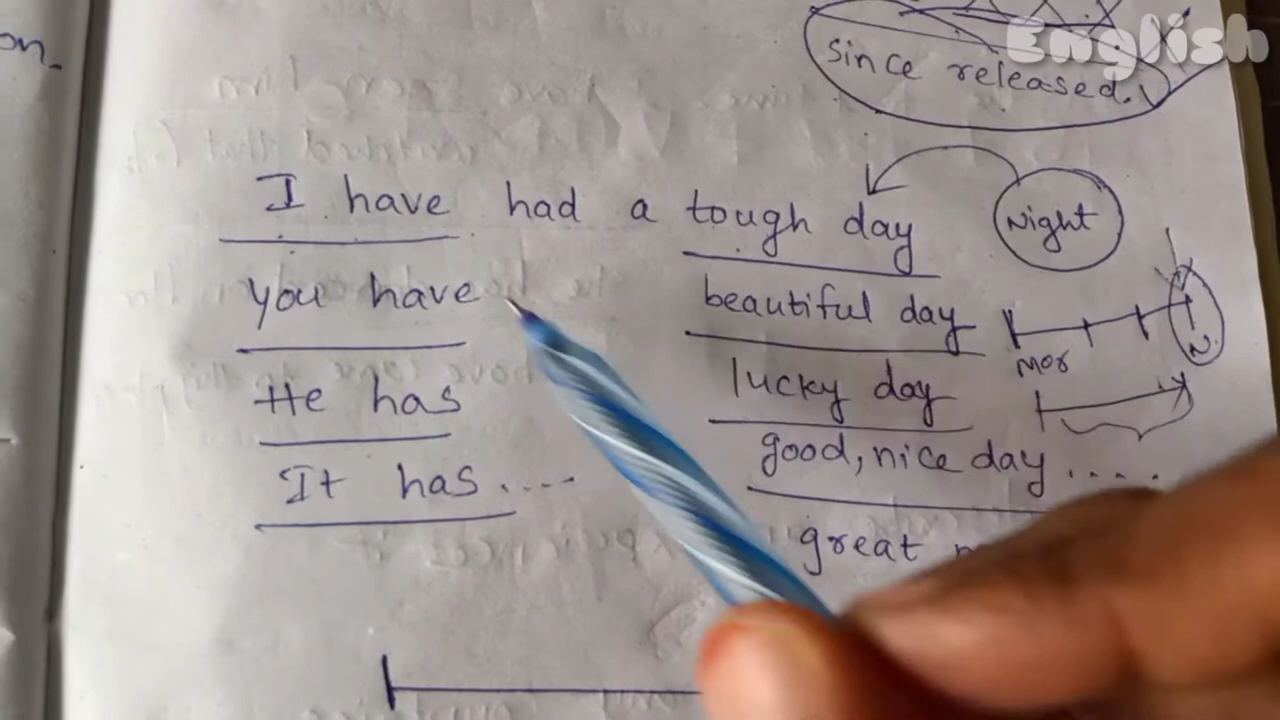 on.
English
since released.
I have had a tough day
Night
you have
beautiful day
Mor
N.
He has
lucky day
It has....
good, nice day.....
great